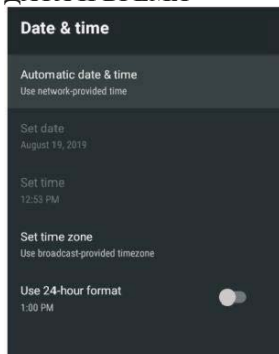 Date & time
Automatic date & time
Use network-provided time
Set date
August 19, 2019
Set time
12:53 PM
Set time zone
Use broadcast-provided timezone
Use 24-hour format
1:00 PM